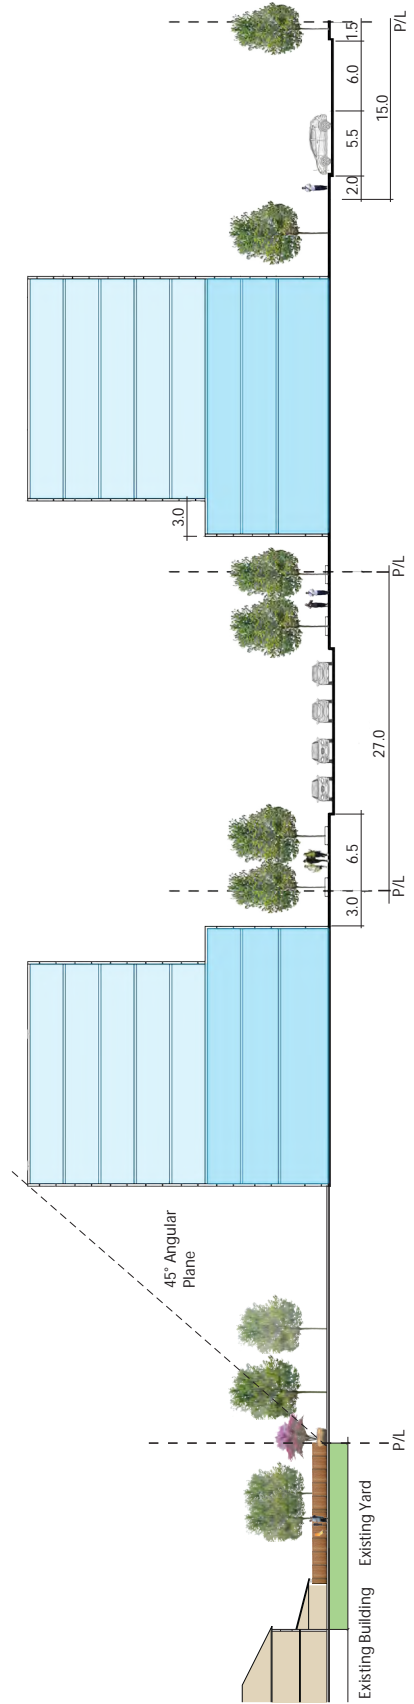 Existing Building
Existing Yard
P/L
45° Angular
Plane
3.0
6.5
P/L
27.0
P/L
3.0
2.0
5.5
6.0
1.5
15.0
P/L